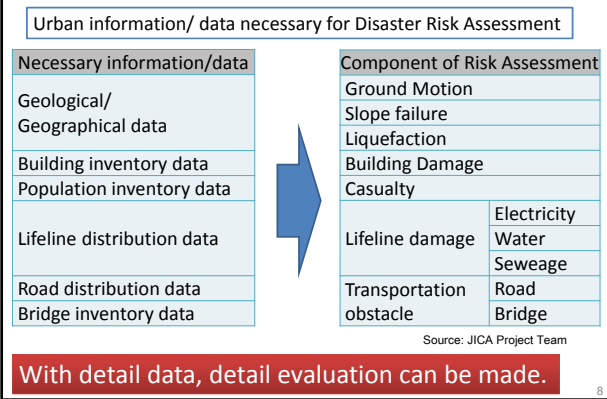 Urban information/ data necessary for Disaster Risk Assessment
Necessary information/data
Geological/
Geographical data
Building inventory data
Population inventory data
Lifeline distribution data
Road distribution data
Bridge inventory data
Component of Risk Assessment
Ground Motion
Slope failure
Liquefaction
Building Damage
Casualty
Lifeline damage
Electricity
Water
Seweage
Transportation
obstacle
Road
Bridge
Source: JICA Project Team
With detail data, detail evaluation can be made.
8